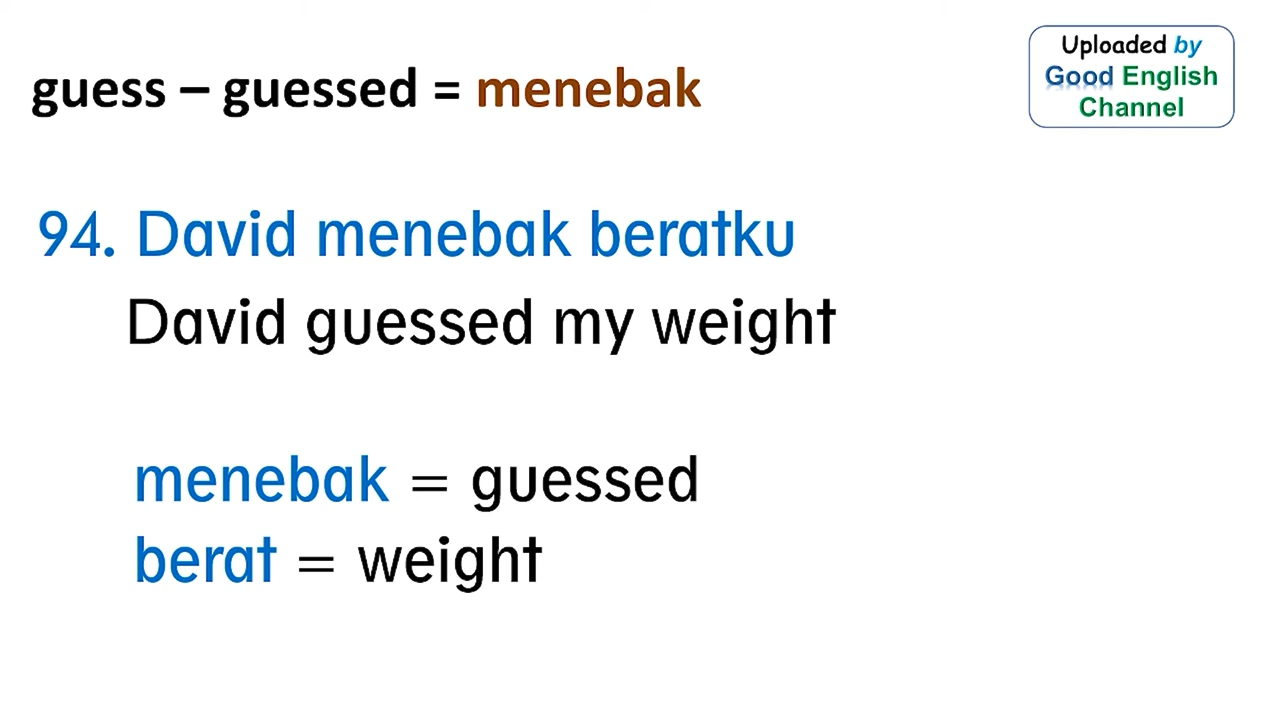 guess – guessed = menebak
Uploaded by
Good English
Channel
94. David menebak beratku
David guessed my weight
menebak = guessed
berat = weight